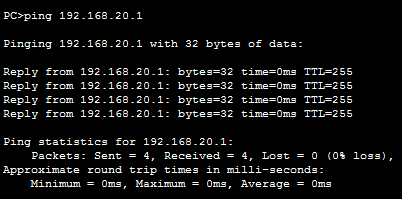 PC>ping 192.168.20.1
Pinging 192.168.20.1 with 32 bytes of data:
Reply from 192.168.20.1: bytes=32 time=0ms TTL=255
Reply from 192.168.20.1: bytes=32 time=0ms TTL=255
Reply from 192.168.20.1: bytes=32 time=0ms TTL=255
Reply from 192.168.20.1: bytes=32 time=0ms TTL=255
Ping statistics for 192.168.20.1:
    Packets: Sent = 4, Received = 4, Lost = 0 (0% loss),
Approximate round trip times in milli-seconds:
    Minimum = 0ms, Maximum = 0ms, Average = 0ms